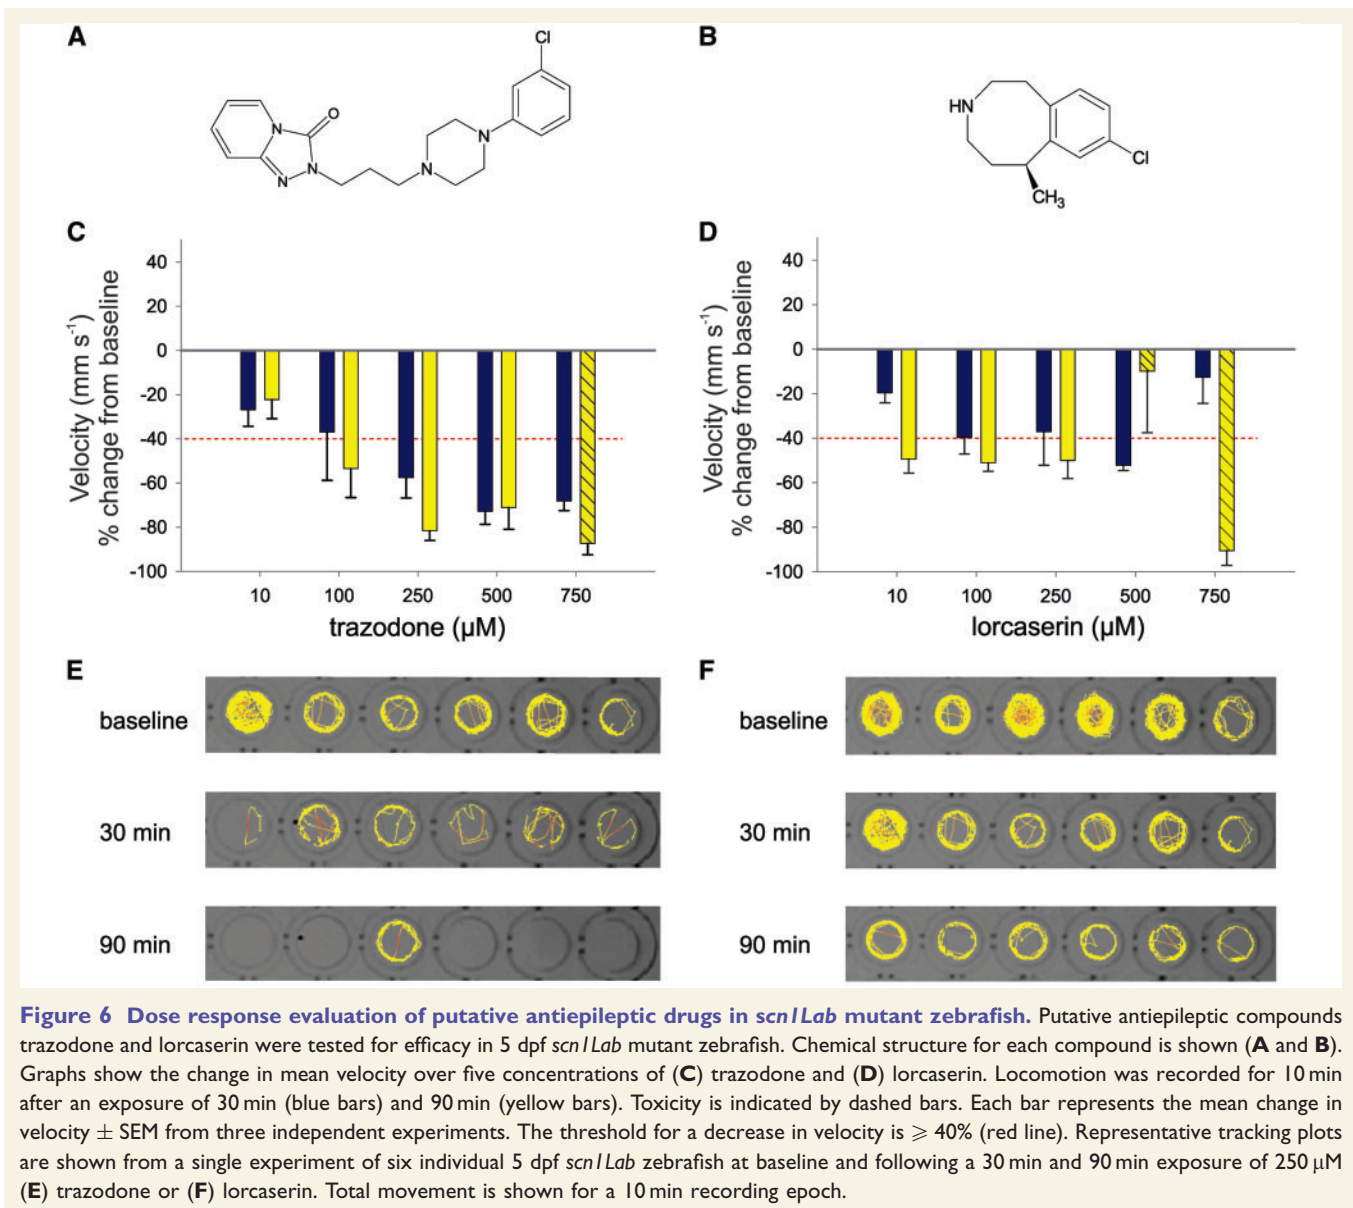 A
Cl
N
O
N
N
N
N
B
HN
Cl
CH3
C
Velocity (mm s-1)
% change from baseline
40
20
0
-20
-40
-60
-80
-100
10 100 250 500 750
trazodone (µM)
D
Velocity (mm s-1)
% change from baseline
40
20
0
-20
-40
-60
-80
-100
10 100 250 500 750
lorcaserin (µM)
E
baseline
30 min
90 min
F
baseline
30 min
90 min
Figure 6 Dose response evaluation of putative antiepileptic drugs in scn1Lab mutant zebrafish. Putative antiepileptic compounds
trazodone and lorcaserin were tested for efficacy in 5 dpf scn1Lab mutant zebrafish. Chemical structure for each compound is shown (A and B).
Graphs show the change in mean velocity over five concentrations of (C) trazodone and (D) lorcaserin. Locomotion was recorded for 10 min
after an exposure of 30 min (blue bars) and 90 min (yellow bars). Toxicity is indicated by dashed bars. Each bar represents the mean change in
velocity ± SEM from three independent experiments. The threshold for a decrease in velocity is ⩾ 40% (red line). Representative tracking plots
are shown from a single experiment of six individual 5 dpf scn1Lab zebrafish at baseline and following a 30 min and 90 min exposure of 250 µM
(E) trazodone or (F) lorcaserin. Total movement is shown for a 10 min recording epoch.